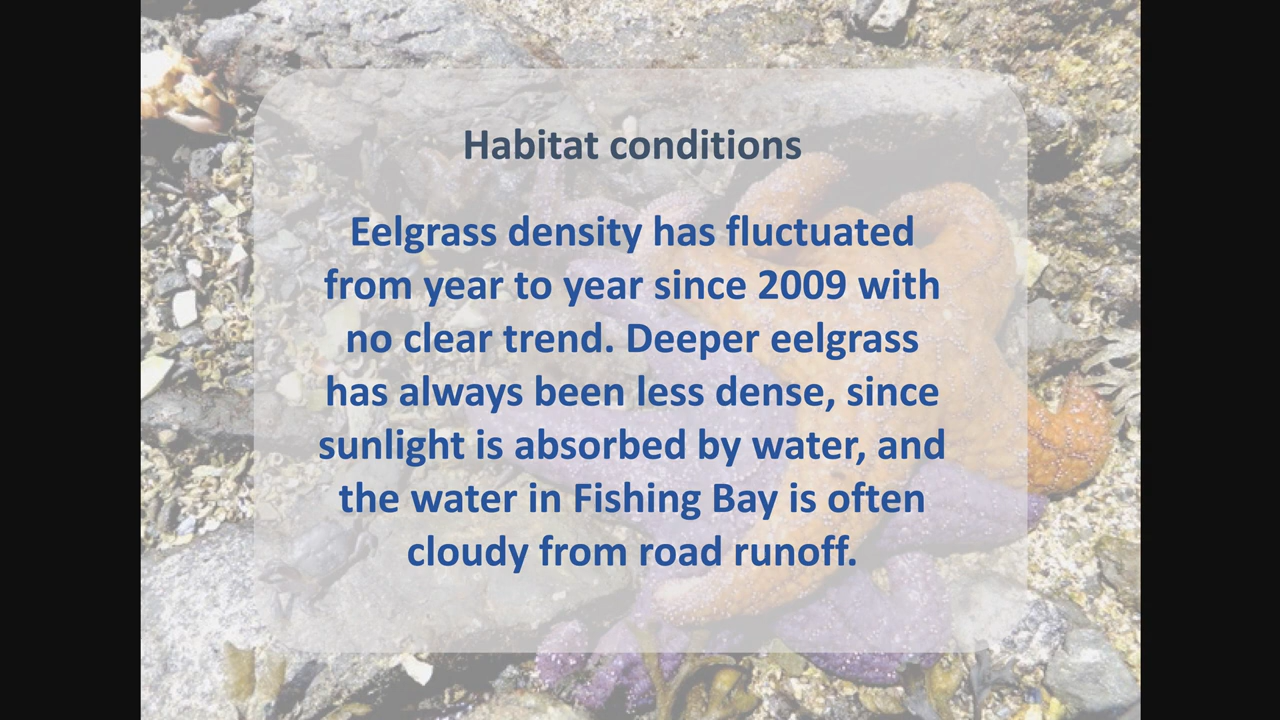 Habitat conditions
Eelgrass density has fluctuated
from year to year since 2009 with
no clear trend. Deeper eelgrass
has always been less dense, since
sunlight is absorbed by water, and
the water in Fishing Bay is often
cloudy from road runoff.